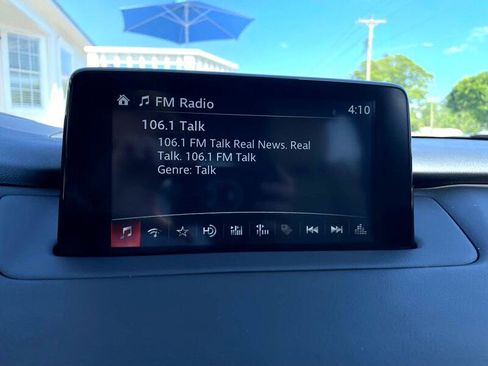 FM Radio
4:10
106.1 Talk
106.1 FM Talk Real News. Real
Talk. 106.1 FM Talk
Genre: Talk
HD